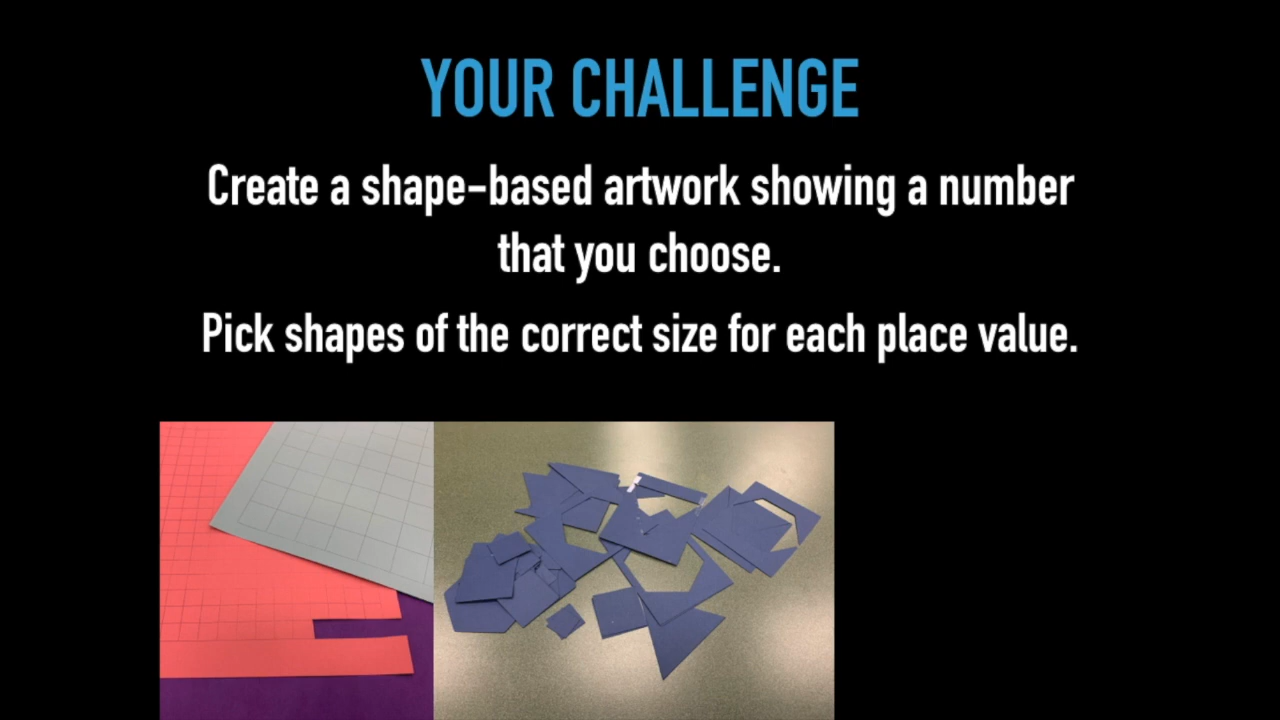 YOUR CHALLENGE
Create a shape-based artwork showing a number
that you choose.
Pick shapes of the correct size for each place value.